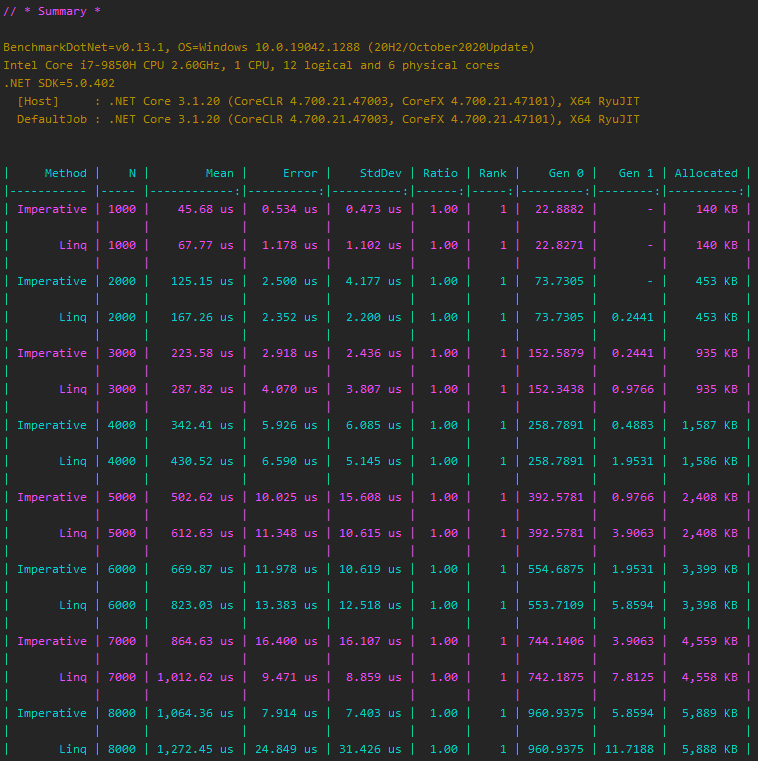 // * Summary *
BenchmarkDotNet=v0.13.1, OS=Windows 10.0.19042.1288 (20H2/October2020Update)
Intel Core i7-9850H CPU 2.60GHz, 1 CPU, 12 logical and 6 physical cores
.NET SDK=5.0.402
  [Host]     : .NET Core 3.1.20 (CoreCLR 4.700.21.47003, CoreFX 4.700.21.47101), X64 RyuJIT
  DefaultJob : .NET Core 3.1.20 (CoreCLR 4.700.21.47003, CoreFX 4.700.21.47101), X64 RyuJIT
|     Method |    N |        Mean |     Error |    StdDev | Ratio | Rank |    Gen 0 |   Gen 1 | Allocated |
|----------- |----- |------------:|----------:|----------:|------:|-----:|---------:|--------:|----------:|
| Imperative | 1000 |    45.68 us |  0.534 us |  0.473 us |  1.00 |    1 |  22.8882 |       - |    140 KB |
|            |      |             |           |           |       |      |          |         |           |
|       Linq | 1000 |    67.77 us |  1.178 us |  1.102 us |  1.00 |    1 |  22.8271 |       - |    140 KB |
|            |      |             |           |           |       |      |          |         |           |
| Imperative | 2000 |   125.15 us |  2.500 us |  4.177 us |  1.00 |    1 |  73.7305 |       - |    453 KB |
|            |      |             |           |           |       |      |          |         |           |
|       Linq | 2000 |   167.26 us |  2.352 us |  2.200 us |  1.00 |    1 |  73.7305 |  0.2441 |    453 KB |
|            |      |             |           |           |       |      |          |         |           |
| Imperative | 3000 |   223.58 us |  2.918 us |  2.436 us |  1.00 |    1 | 152.5879 |  0.2441 |    935 KB |
|            |      |             |           |           |       |      |          |         |           |
|       Linq | 3000 |   287.82 us |  4.070 us |  3.807 us |  1.00 |    1 | 152.3438 |  0.9766 |    935 KB |
|            |      |             |           |           |       |      |          |         |           |
| Imperative | 4000 |   342.41 us |  5.926 us |  6.085 us |  1.00 |    1 | 258.7891 |  0.4883 |  1,587 KB |
|            |      |             |           |           |       |      |          |         |           |
|       Linq | 4000 |   430.52 us |  6.590 us |  5.145 us |  1.00 |    1 | 258.7891 |  1.9531 |  1,586 KB |
|            |      |             |           |           |       |      |          |         |           |
| Imperative | 5000 |   502.62 us | 10.025 us | 15.608 us |  1.00 |    1 | 392.5781 |  0.9766 |  2,408 KB |
|            |      |             |           |           |       |      |          |         |           |
|       Linq | 5000 |   612.63 us | 11.348 us | 10.615 us |  1.00 |    1 | 392.5781 |  3.9063 |  2,408 KB |
|            |      |             |           |           |       |      |          |         |           |
| Imperative | 6000 |   669.87 us | 11.978 us | 10.619 us |  1.00 |    1 | 554.6875 |  1.9531 |  3,399 KB |
|            |      |             |           |           |       |      |          |         |           |
|       Linq | 6000 |   823.03 us | 13.383 us | 12.518 us |  1.00 |    1 | 553.7109 |  5.8594 |  3,398 KB |
|            |      |             |           |           |       |      |          |         |           |
| Imperative | 7000 |   864.63 us | 16.400 us | 16.107 us |  1.00 |    1 | 744.1406 |  3.9063 |  4,559 KB |
|            |      |             |           |           |       |      |          |         |           |
|       Linq | 7000 | 1,012.62 us |  9.471 us |  8.859 us |  1.00 |    1 | 742.1875 |  7.8125 |  4,558 KB |
|            |      |             |           |           |       |      |          |         |           |
| Imperative | 8000 | 1,064.36 us |  7.914 us |  7.403 us |  1.00 |    1 | 960.9375 |  5.8594 |  5,889 KB |
|            |      |             |           |           |       |      |          |         |           |
|       Linq | 8000 | 1,272.45 us | 24.849 us | 31.426 us |  1.00 |    1 | 960.9375 | 11.7188 |  5,888 KB |